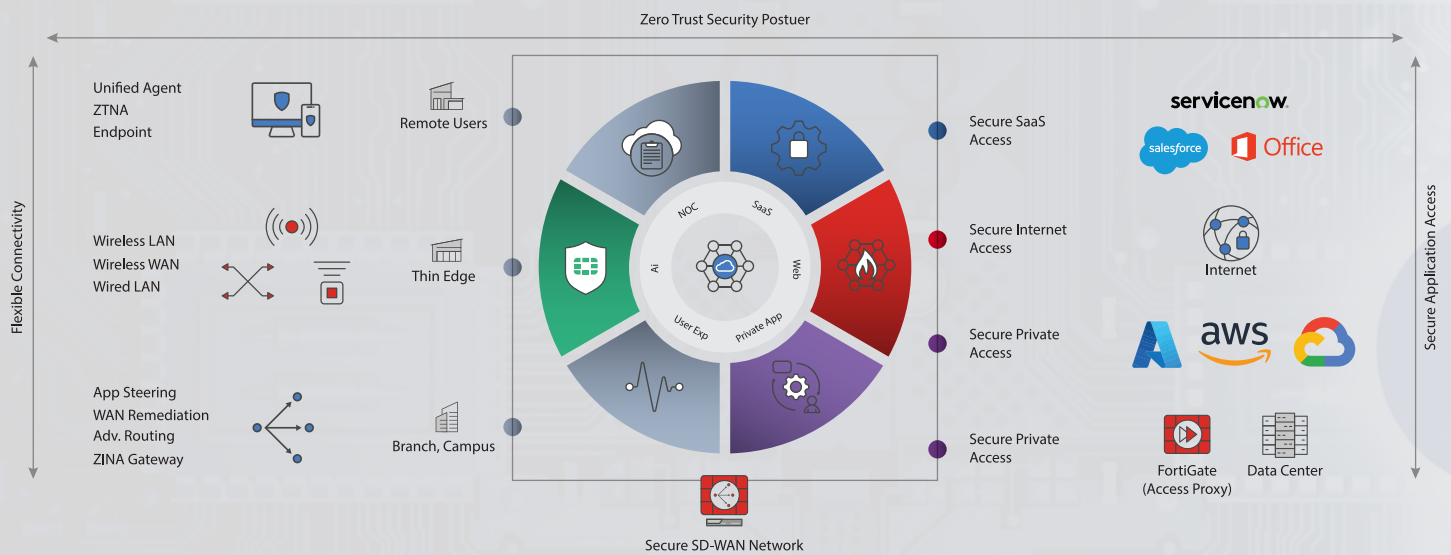 Zero Trust Security Postuer
Flexible Connectivity
Unified Agent
ZTNA
Endpoint
Remote Users
Wireless LAN
Wireless WAN
Wired LAN
Thin Edge
App Steering
WAN Remediation
Adv. Routing
ZINA Gateway
Branch, Campus
NOC
SaaS
Ai
Web
User Exp
Private App
Secure SD-WAN Network
Secure SaaS
Access
Secure Internet
Access
Secure Private
Access
Secure Private
Access
servicenow.
salesforce
Office
Internet
aws
FortiGate
(Access Proxy)
Data Center
Secure Application Access